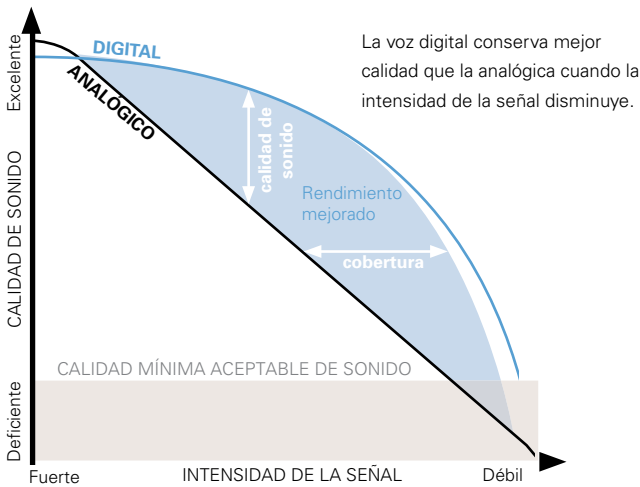 DIGITAL
ANALÓGICO
La voz digital conserva mejor
calidad que la analógica cuando la
intensidad de la señal disminuye.
Excelente
CALIDAD DE SONIDO
Deficiente
calidad de
sonido
Rendimiento
mejorado
cobertura
CALIDAD MÍNIMA ACEPTABLE DE SONIDO
Fuerte
INTENSIDAD DE LA SEÑAL
Débil